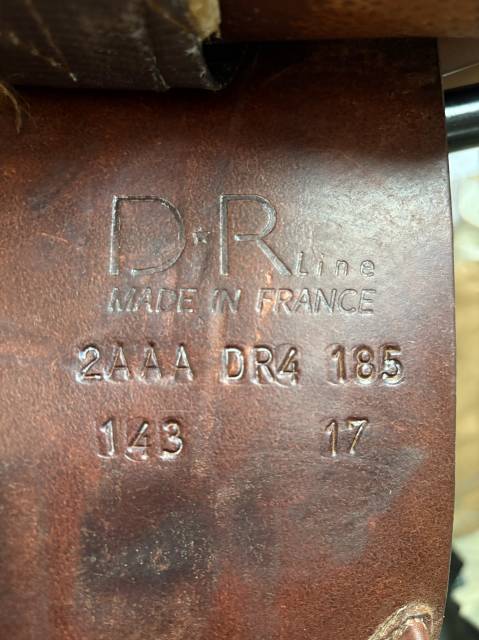 D-R Line
MADE IN FRANCE
2AAA DR4 185
143 17